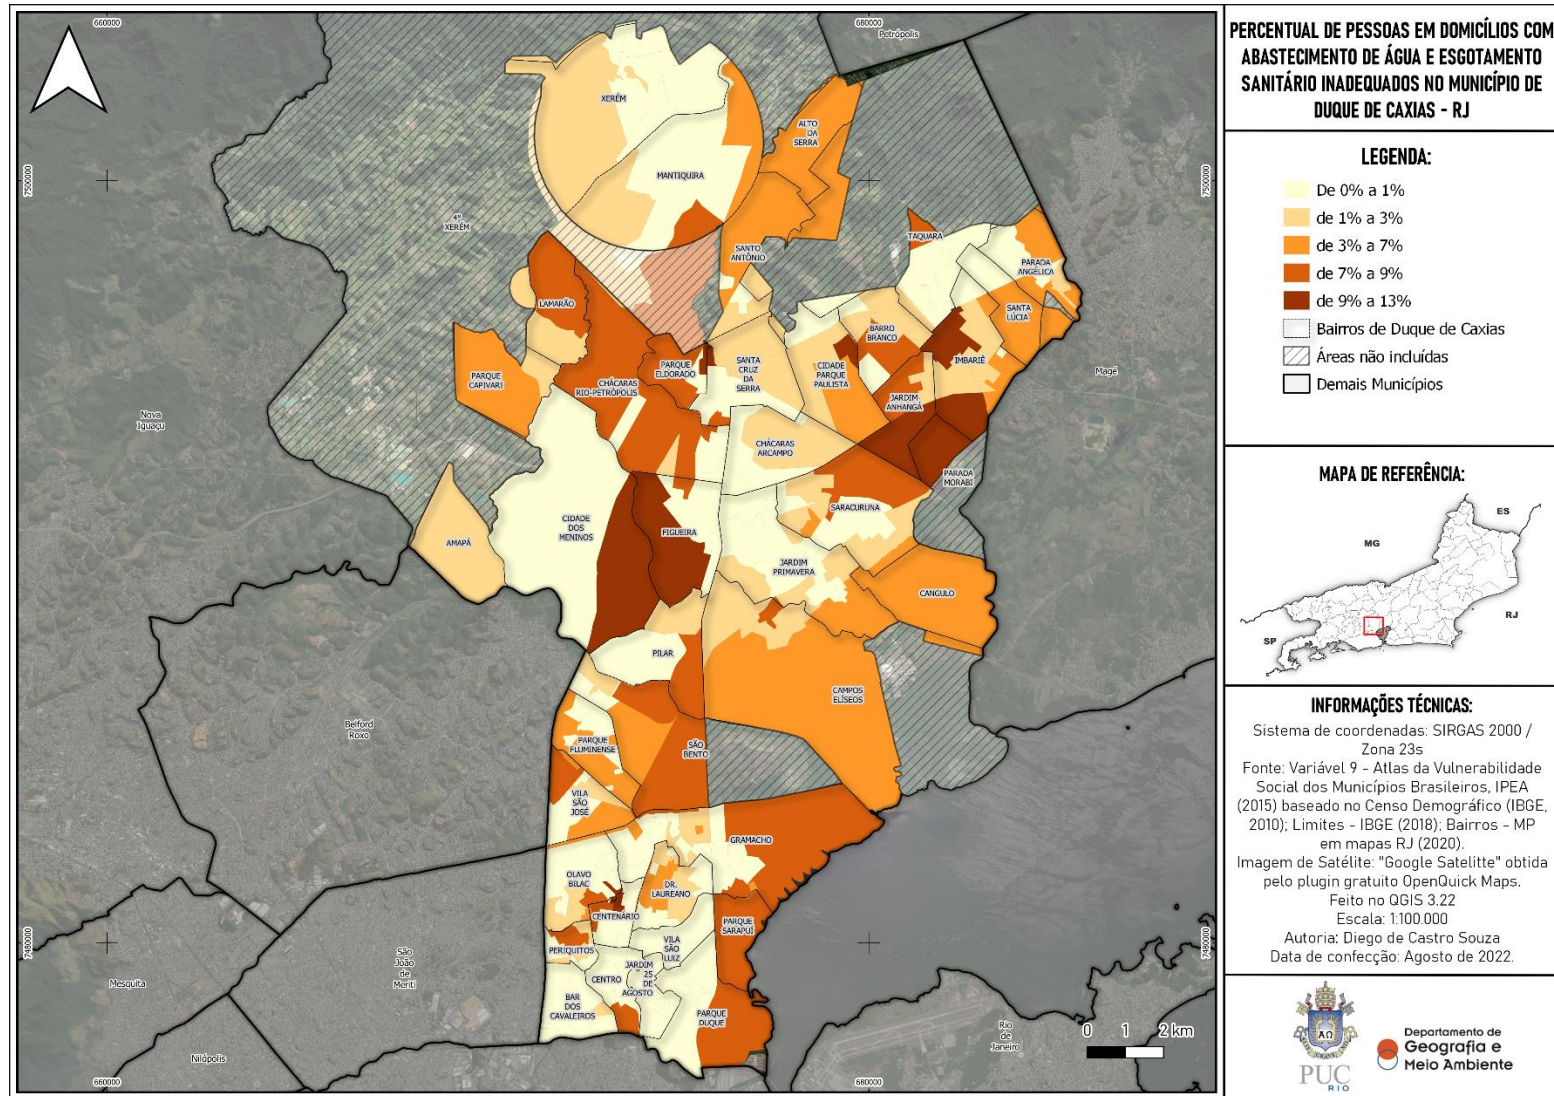 660000
680000
Petrópolis
7500000
7500000
XERÉM
ALTO
DA
SERRA
MANTIQUIRA
4º
XERÉM
TAQUARA
SANTO
ANTÔNIO
PARADA
ANGÉLICA
LAMARÃO
SANTA
LÚCIA
BARRO
BRANCO
IMBARIÊ
PARQUE
CAPIVARI
CHÁCARAS
RIO-PETRÓPOLIS
PARQUE
ELDORADO
SANTA
CRUZ
DA
SERRA
CIDADE
PARQUE
PAULISTA
JARDIM
ANHANGÁ
Magé
Nova
Iguaçu
CHÁCARAS
ARCAMPO
PARADA
MORABI
SARACURUNA
CIDADE
DOS
MENINOS
FIGUEIRA
AMAPÁ
JARDIM
PRIMAVERA
CANGULO
PILAR
CAMPOS
ELÍSEOS
Belford
Roxo
PARQUE
FLUMINENSE
SÃO
BENTO
VILA
SÃO
JOSÉ
GRAMACHO
OLAVO
BILAC
DR.
LAUREANO
CENTENÁRIO
PARQUE
SARAPUÍ
7480000
7480000
PERIQUITOS
VILA
SÃO
LUIZ
São
João
de
Meriti
Mesquita
CENTRO
JARDIM
25
DE
AGOSTO
BAR
DOS
CAVALEIROS
PARQUE
DUQUE
Rio
de
Janeiro
Nilópolis
0 1 2 km
660000
680000
PERCENTUAL DE PESSOAS EM DOMICÍLIOS COM
ABASTECIMENTO DE ÁGUA E ESGOTAMENTO
SANITÁRIO INADEQUADOS NO MUNICÍPIO DE
DUQUE DE CAXIAS - RJ
LEGENDA:
De 0% a 1%
de 1% a 3%
de 3% a 7%
de 7% a 9%
de 9% a 13%
Bairros de Duque de Caxias
Áreas não incluídas
Demais Municípios
MAPA DE REFERÊNCIA:
ES
MG
RJ
SP
INFORMAÇÕES TÉCNICAS:
Sistema de coordenadas: SIRGAS 2000 /
Zona 23s
Fonte: Variável 9 - Atlas da Vulnerabilidade
Social dos Municípios Brasileiros, IPEA
(2015) baseado no Censo Demográfico (IBGE,
2010); Limites - IBGE (2018); Bairros - MP
em mapas RJ (2020).
Imagem de Satélite: "Google Satelitte" obtida
pelo plugin gratuito OpenQuick Maps.
Feito no QGIS 3.22
Escala: 1:100.000
Autoria: Diego de Castro Souza
Data de confecção: Agosto de 2022.
PUC
RIO
Departamento de
Geografia e
Meio Ambiente